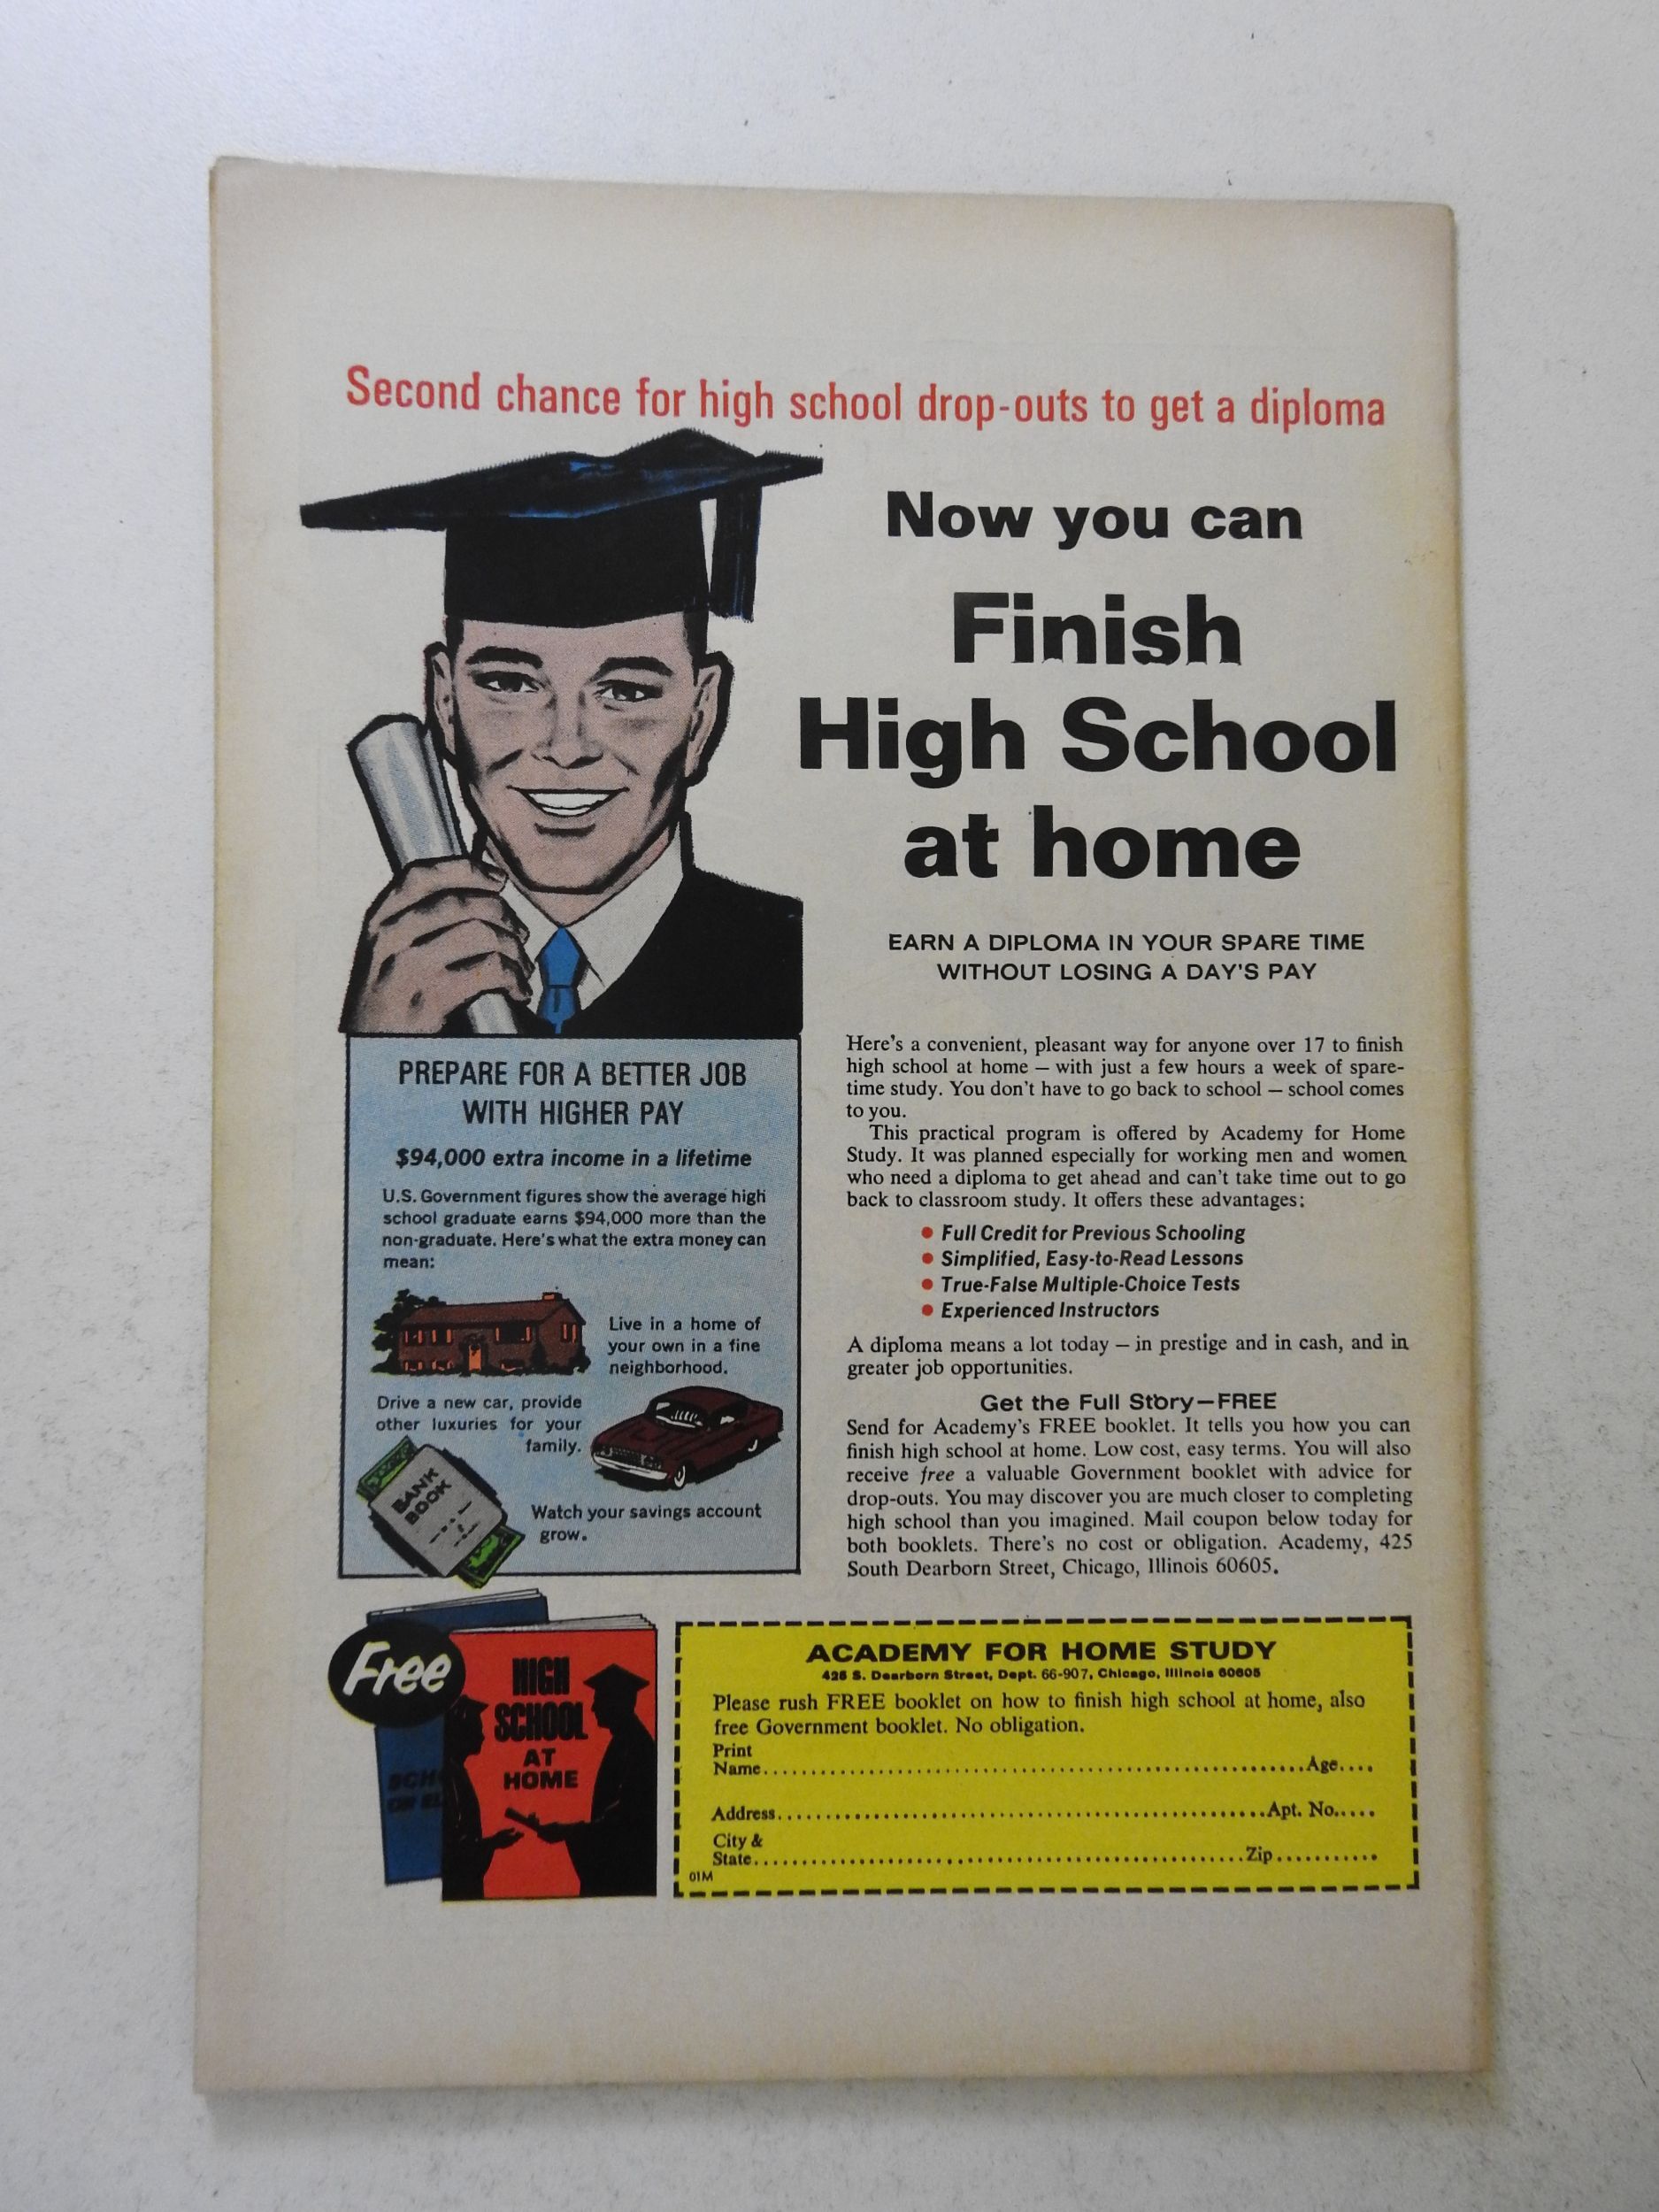 Second chance for high school drop-outs to get a diploma
Now you can
Finish
High School
at home
EARN A DIPLOMA IN YOUR SPARE TIME
WITHOUT LOSING A DAY'S PAY
PREPARE FOR A BETTER JOB
WITH HIGHER PAY
$94,000 extra income in a lifetime
U.S. Government figures show the average high
school graduate earns $94,000 more than the
non-graduate. Here's what the extra money can
mean:
Live in a home of
your own in a fine
neighborhood.
Drive a new car, provide
other luxuries for your
family.
BANK
BOOK
Watch your savings account
grow.
Here's a convenient, pleasant way for anyone over 17 to finish
high school at home — with just a few hours a week of spare-
time study. You don't have to go back to school — school comes
to you.
This practical program is offered by Academy for Home
Study. It was planned especially for working men and women
who need a diploma to get ahead and can't take time out to go
back to classroom study. It offers these advantages:
• Full Credit for Previous Schooling
• Simplified, Easy-to-Read Lessons
• True-False Multiple-Choice Tests
• Experienced Instructors
A diploma means a lot today — in prestige and in cash, and in
greater job opportunities.
Get the Full Story—FREE
Send for Academy's FREE booklet. It tells you how you can
finish high school at home. Low cost, easy terms. You will also
receive free a valuable Government booklet with advice for
drop-outs. You may discover you are much closer to completing
high school than you imagined. Mail coupon below today for
both booklets. There's no cost or obligation. Academy, 425
South Dearborn Street, Chicago, Illinois 60605.
Free
HIGH
SCHOOL
AT
HOME
ACADEMY FOR HOME STUDY
425 S. Dearborn Street, Dept. 66-907, Chicago, Illinois 60605
Please rush FREE booklet on how to finish high school at home, also
free Government booklet. No obligation.
Print
Name........................................................Age....
Address..................................................Apt. No.....
City &
State..................................................Zip...........
01M